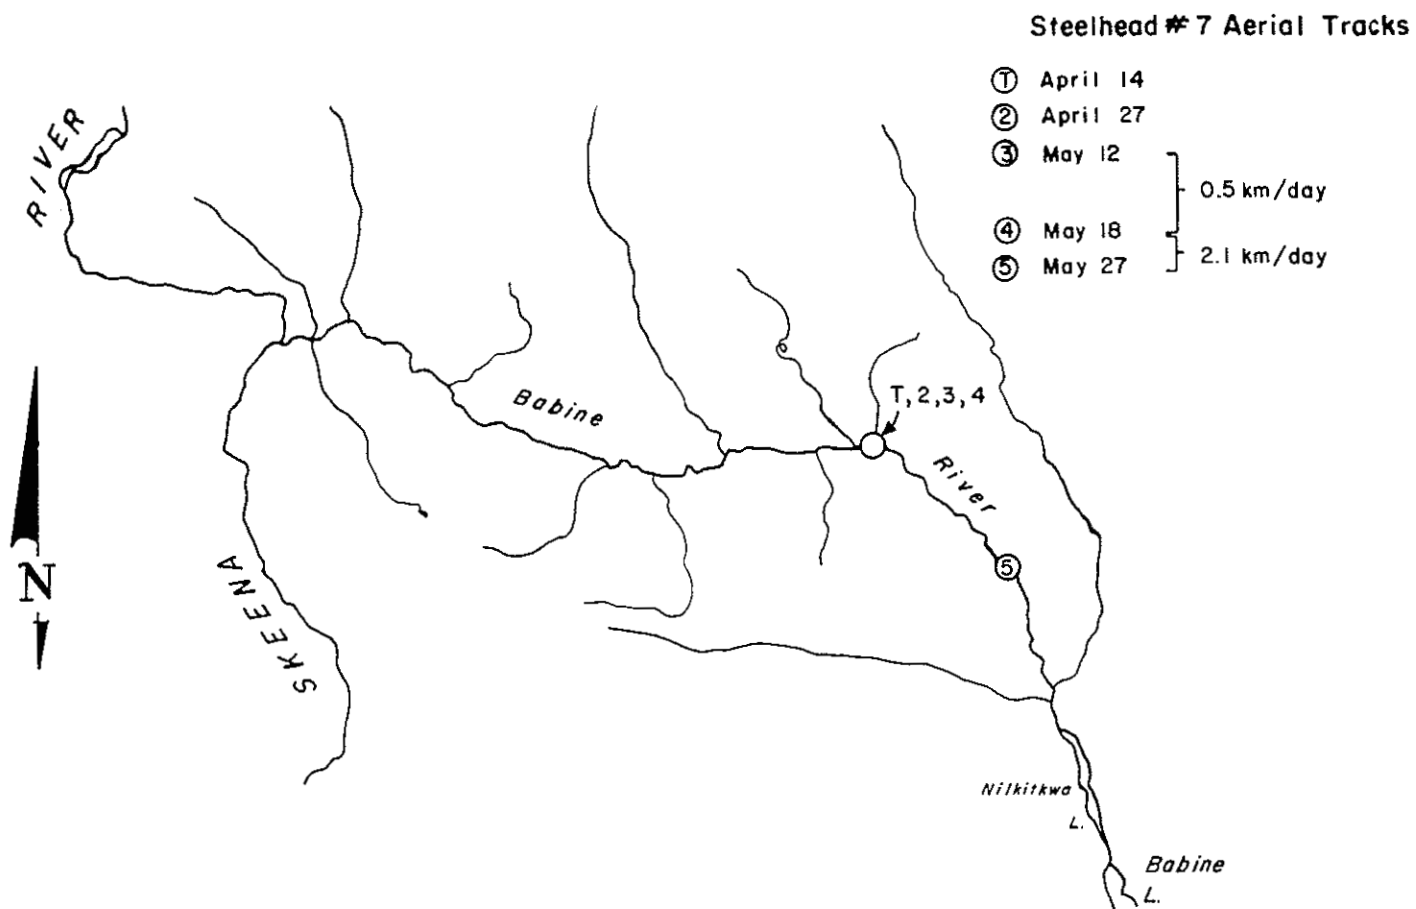 Steelhead # 7 Aerial Tracks
T April 14
2 April 27
3 May 12
0.5 km/day
4 May 18
5 May 27
2.1 km/day
RIVER
T,2,3,4
Babine
River
5
N
SKEENA
Nilkitkwa
L.
Babine
L.